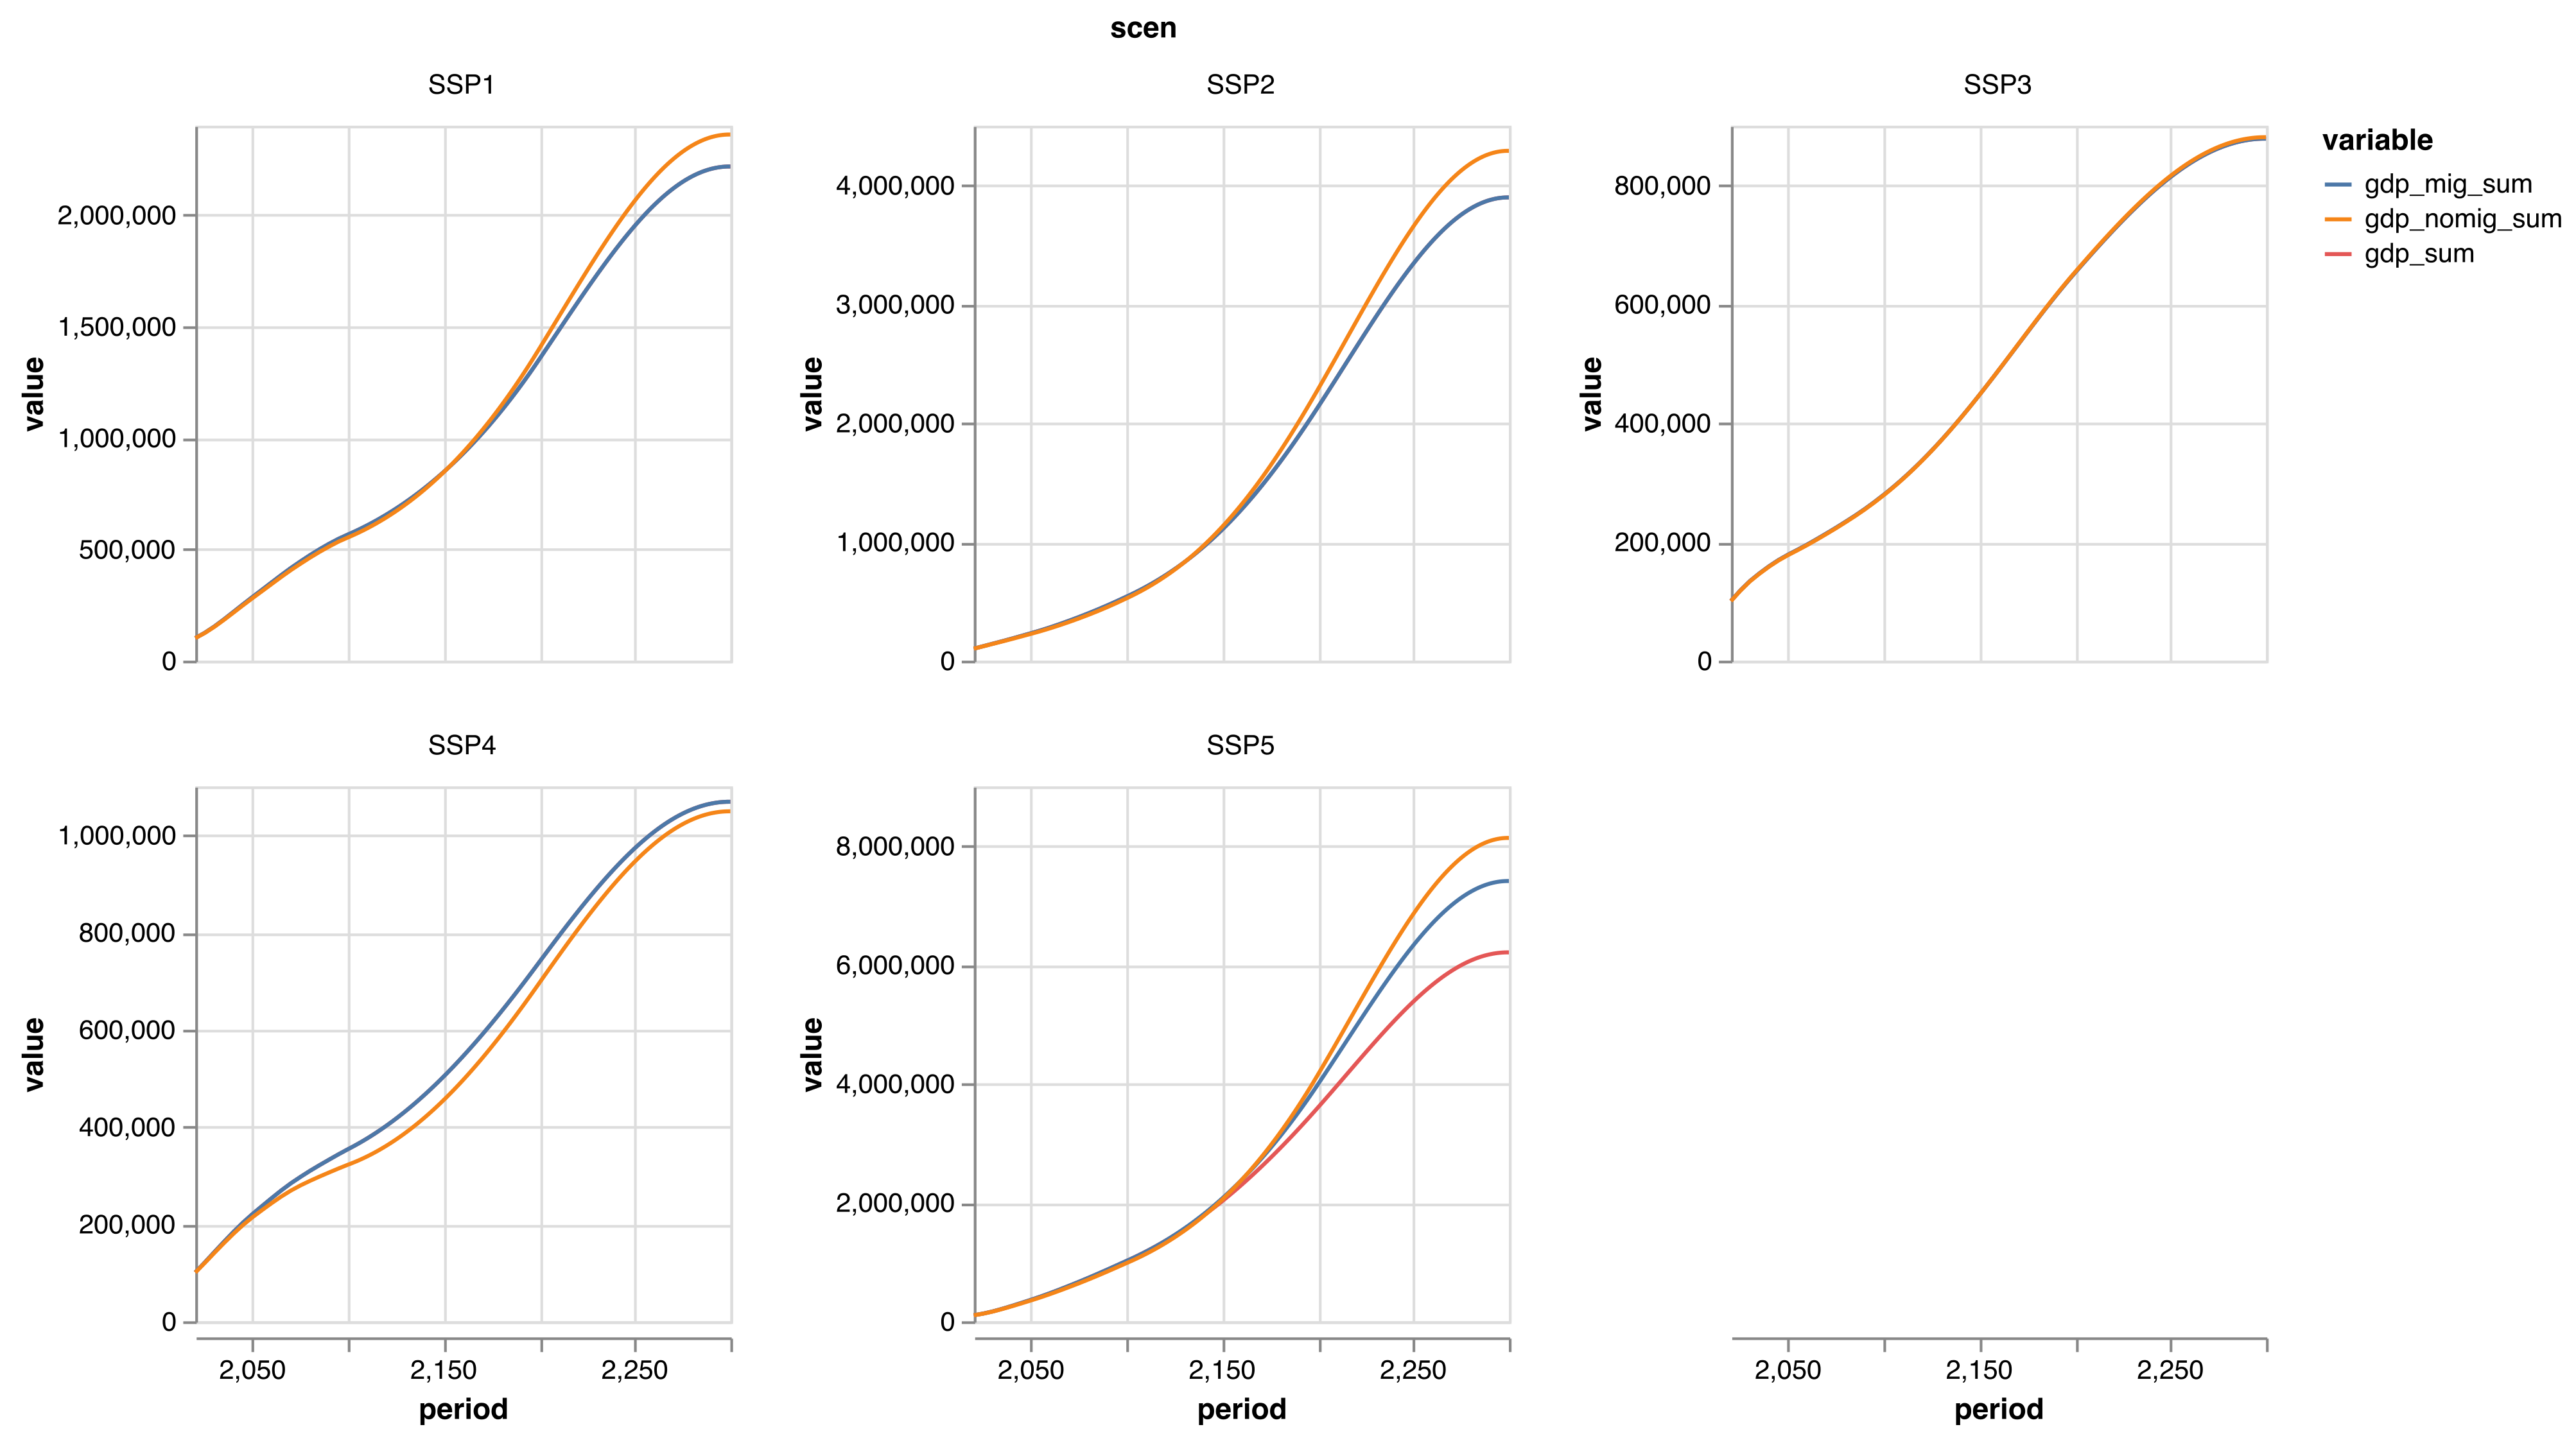 scen
SSP1
SSP2
SSP3
variable
gdp_mig_sum
gdp_nomig_sum
gdp_sum
value
2,000,000
1,500,000
1,000,000
500,000
0
value
4,000,000
3,000,000
2,000,000
1,000,000
0
value
800,000
600,000
400,000
200,000
0
SSP4
SSP5
value
1,000,000
800,000
600,000
400,000
200,000
0
value
8,000,000
6,000,000
4,000,000
2,000,000
0
2,050 2,150 2,250
period
2,050 2,150 2,250
period
2,050 2,150 2,250
period